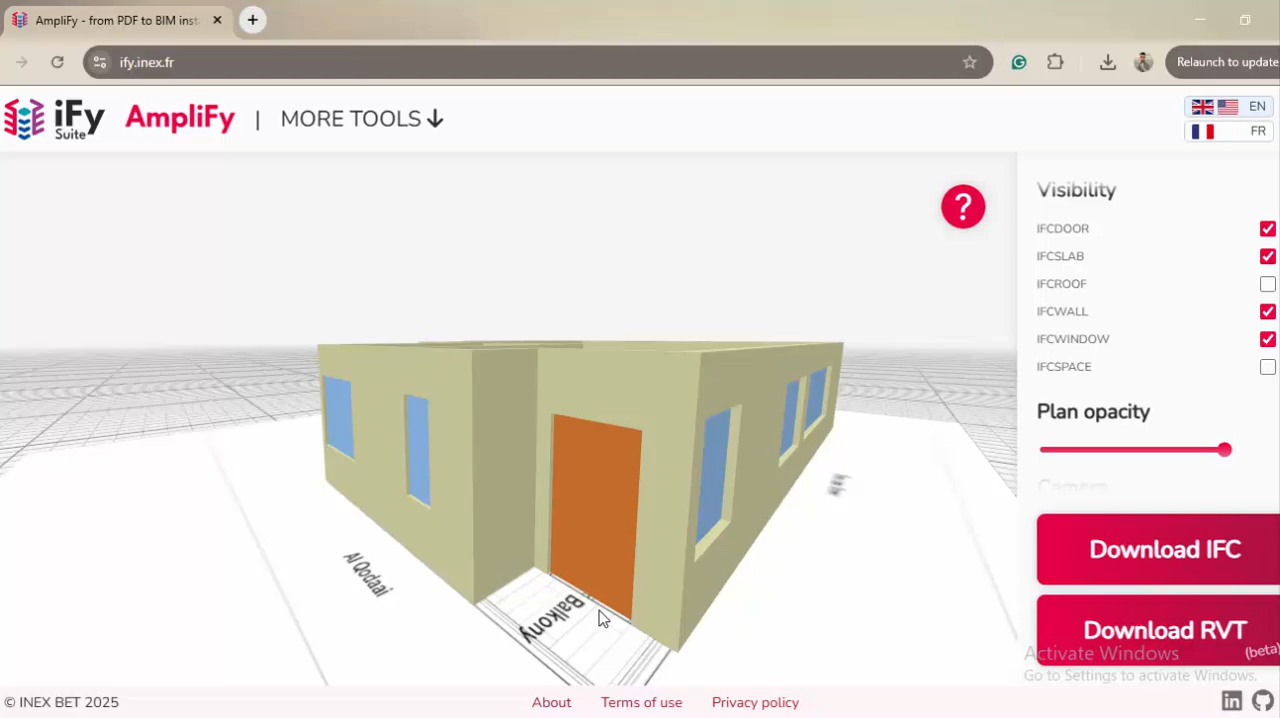 AmpliFy - from PDF to BIM inst
ify.inex.fr
Relaunch to update
iFy
Suite
AmpliFy | MORE TOOLS
EN
FR
?
Visibility
IFCDOOR
IFCSLAB
IFCROOF
IFCWALL
IFCWINDOW
IFCSPACE
Plan opacity
Camera
Al Qodaai
Balkony
Download IFC
Download RVT
(beta)
Activate Windows
Go to Settings to activate Windows.
© INEX BET 2025
About
Terms of use
Privacy policy